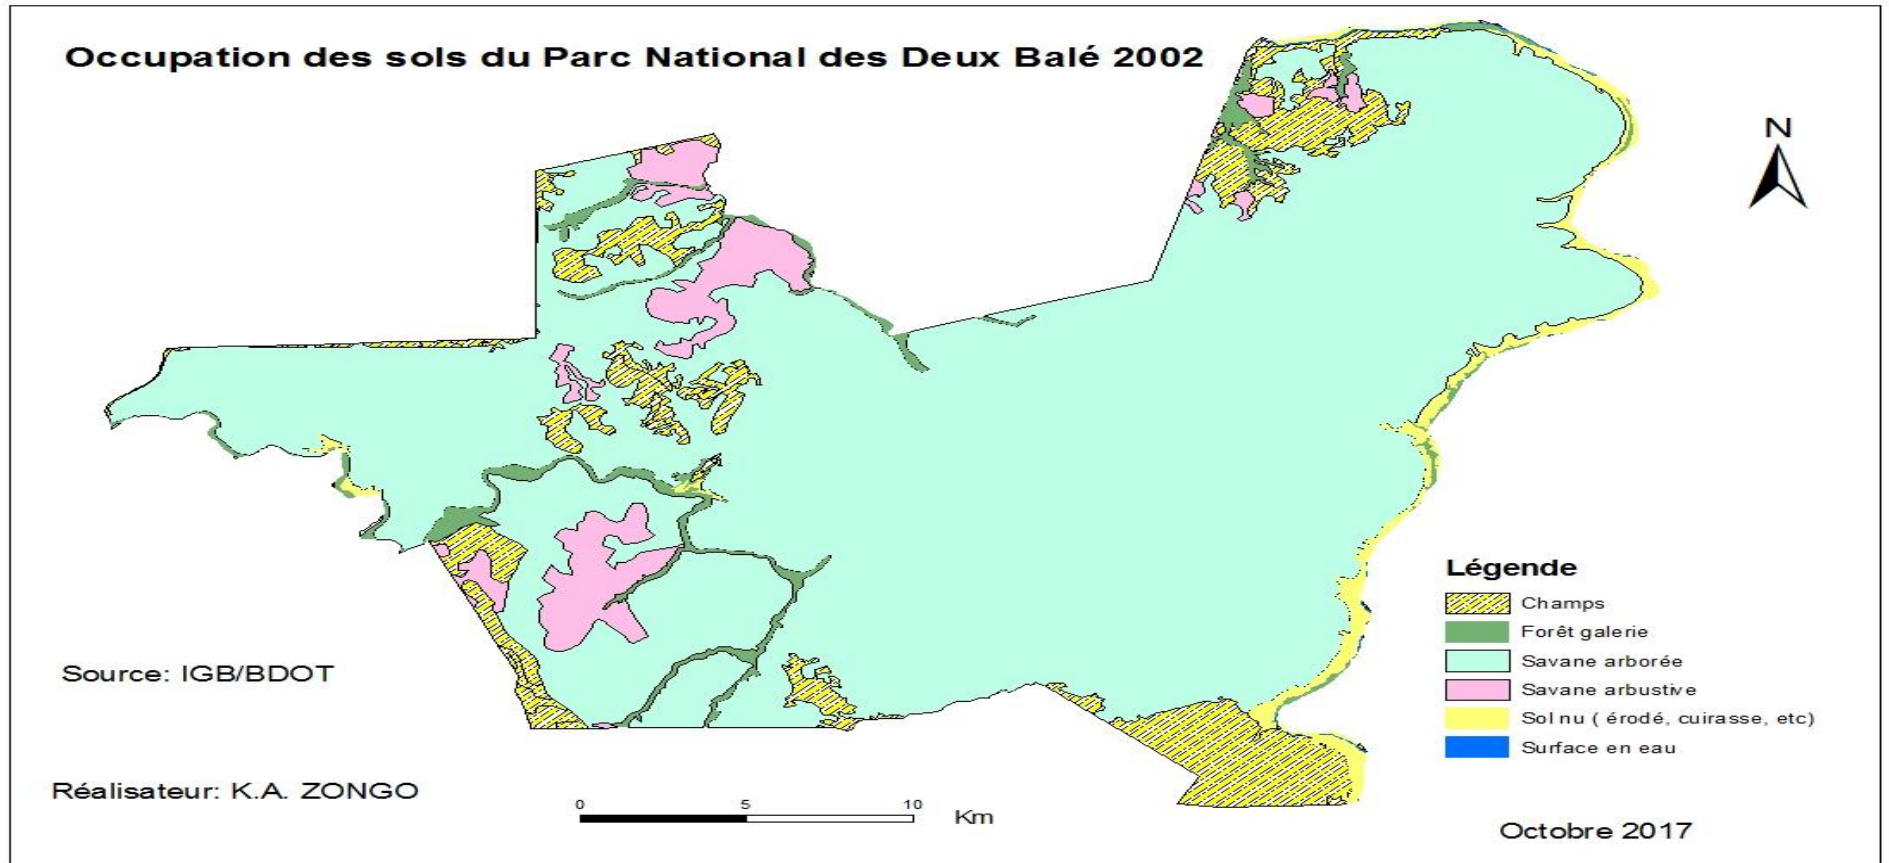 Occupation des sols du Parc National des Deux Balé 2002
N
Légende
Champs
Forêt galerie
Savane arborée
Savane arbustive
Sol nu ( érodé, cuirasse, etc)
Surface en eau
Source: IGB/BDOT
Réalisateur: K.A. ZONGO
0 5 10
Km
Octobre 2017